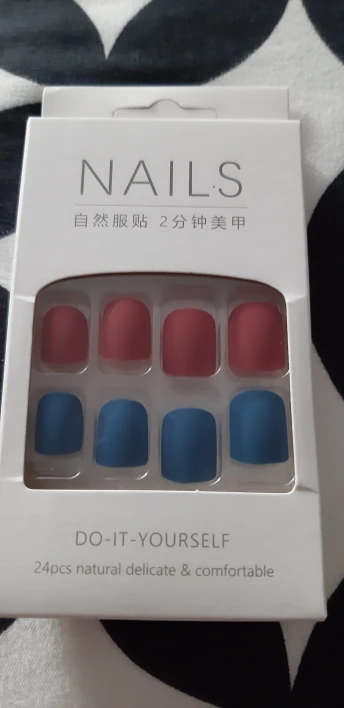 NAILS
自然服贴 2分钟美甲
DO-IT-YOURSELF
24pcs natural delicate & comfortable